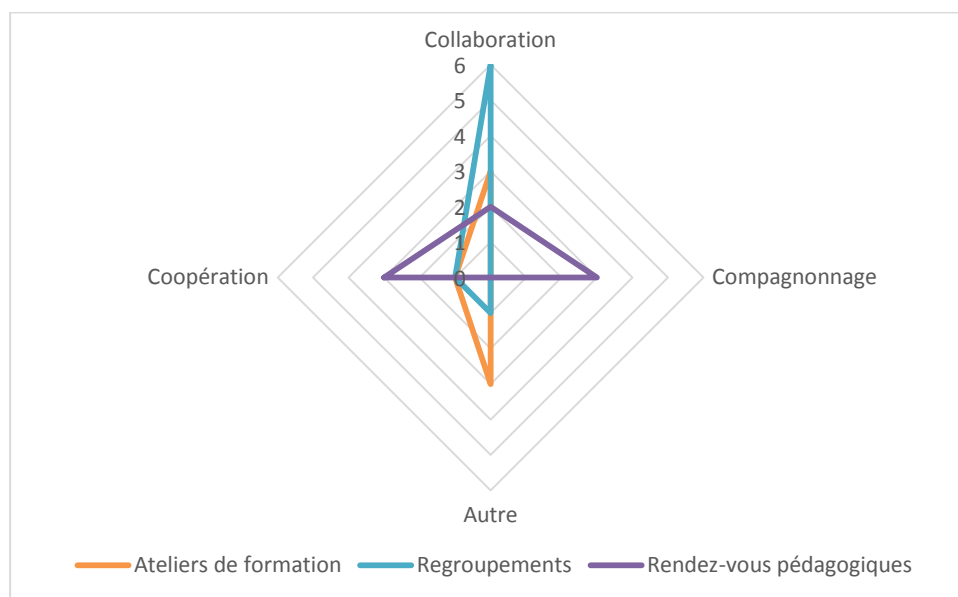 Collaboration
6
5
4
3
2
1
0
Coopération
Compagnonnage
Autre
Ateliers de formation Regroupements Rendez-vous pédagogiques